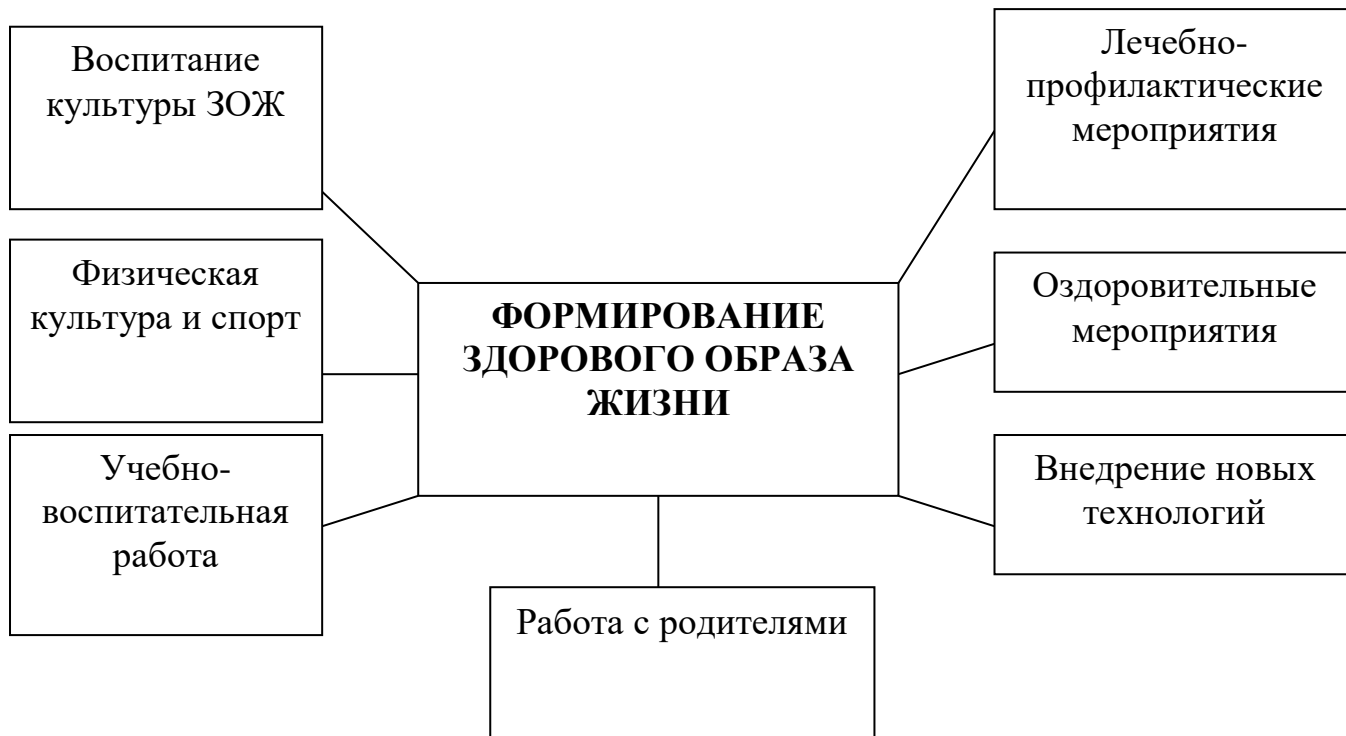 Воспитание
культуры ЗОЖ
Физическая
культура и спорт
Учебно-
воспитательная
работа
ФОРМИРОВАНИЕ
ЗДОРОВОГО ОБРАЗА
ЖИЗНИ
Работа с родителями
Лечебно-
профилактические
мероприятия
Оздоровительные
мероприятия
Внедрение новых
технологий